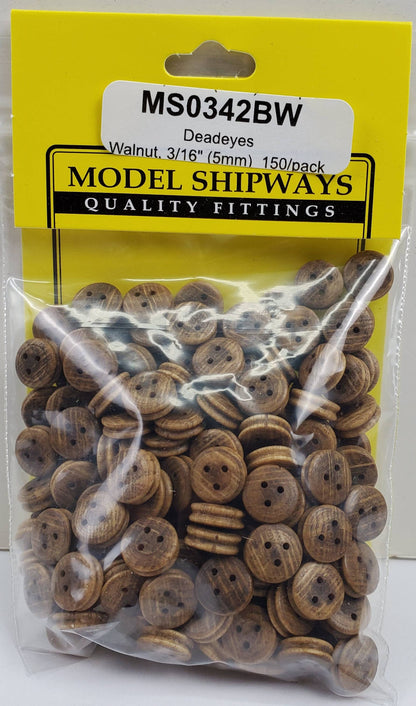 MS0342BW
Deadeyes
Walnut, 3/16" (5mm) 150/pack
MODEL SHIPWAYS
QUALITY FITTINGS